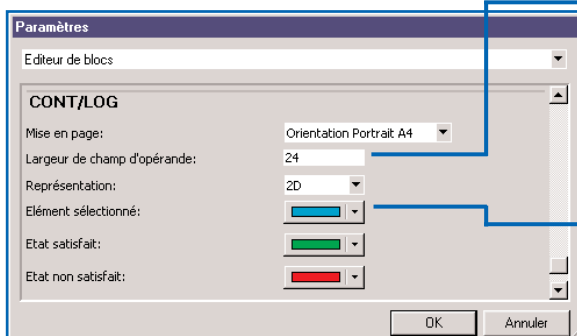 Paramètres
Editeur de blocs
CONT/LOG
Mise en page: Orientation Portrait A4
Largeur de champ d'opérande: 24
Représentation: 2D
Elément sélectionné:
Etat satisfait:
Etat non satisfait:
OK Annuler